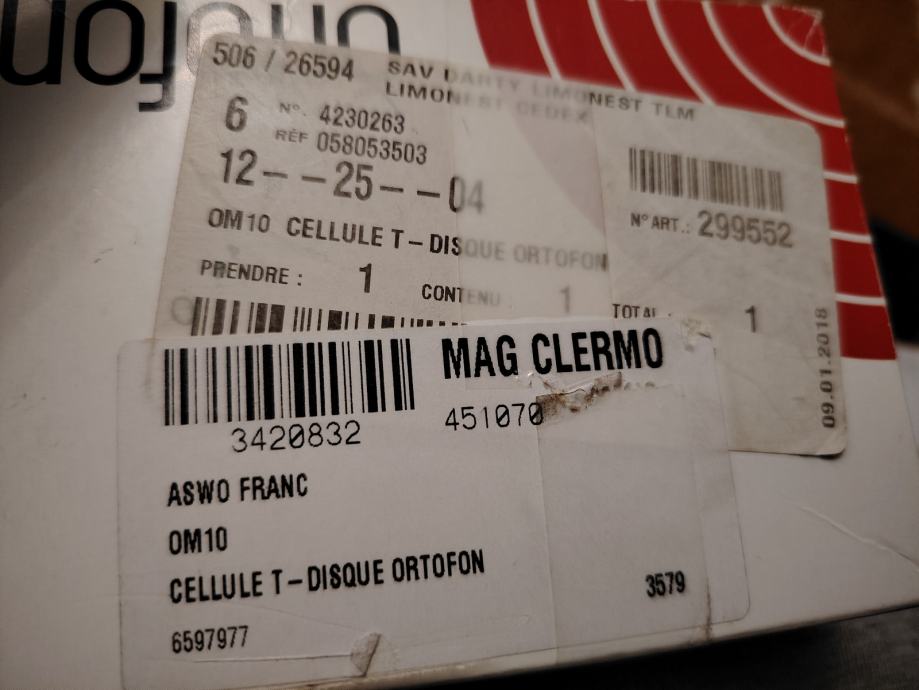 ortofon
506 / 26594
SAV DARTY LIMONEST TLM
LIMONEST CEDEX
6 N° 4230263
RÉF 058053503
12--25--04
N° ART.: 299552
OM10 CELLULE T-DISQUE ORTOFON
PRENDRE : 1 CONTENU 1 TOTAL : 1
09.01.2018
MAG CLERMO
3420832
451070
ASWO FRANC
OM10
CELLULE T-DISQUE ORTOFON
3579
6597977